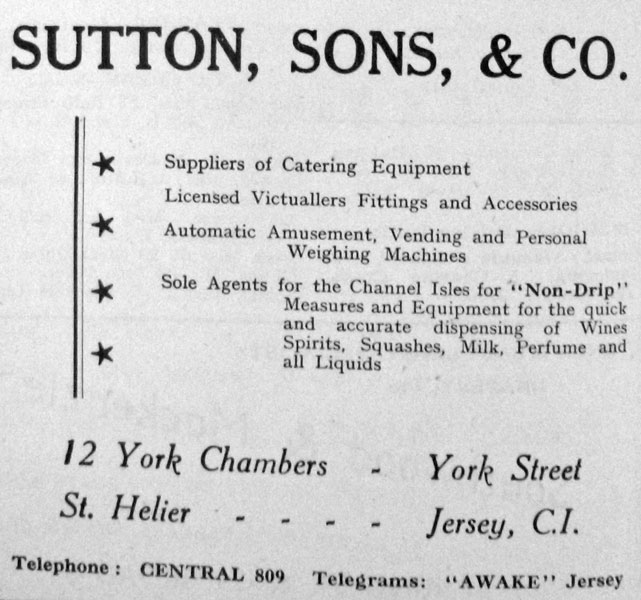 SUTTON, SONS, & CO.
Suppliers of Catering Equipment
Licensed Victuallers Fittings and Accessories
Automatic Amusement, Vending and Personal
Weighing Machines
Sole Agents for the Channel Isles for "Non-Drip"
Measures and Equipment for the quick
and accurate dispensing of Wines
Spirits, Squashes, Milk, Perfume and
all Liquids
12 York Chambers - York Street
St. Helier - - - - Jersey, C.I.
Telephone: CENTRAL 809 Telegrams: "AWAKE" Jersey